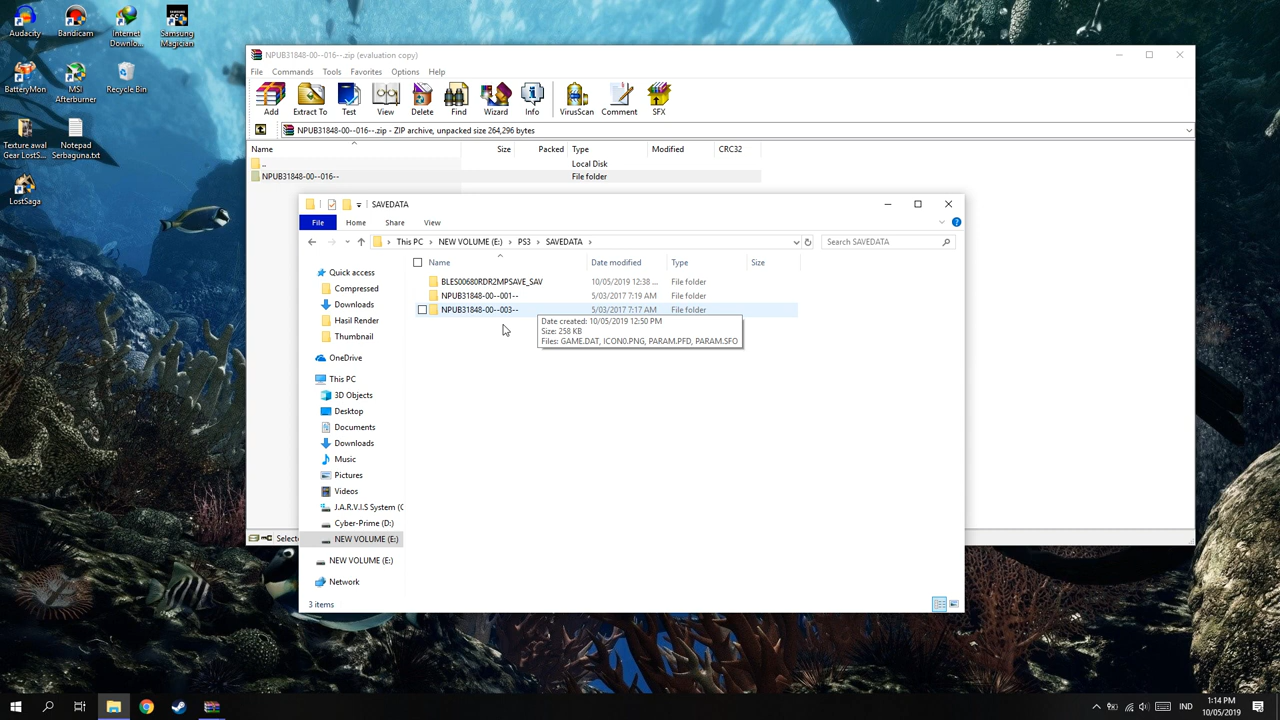 Audacity
Bandicam
Internet
Downlo...
Samsung
Magician
BatteryMon
MSI
Afterburner
Recycle Bin
Texture awal
Gear LostS...
Notepad
Serbaguna.txt
LostSaga
NPUB31848-00--016--.zip (evaluation copy)
File Commands Tools Favorites Options Help
Add Extract To Test View Delete Find Wizard Info VirusScan Comment SFX
NPUB31848-00--016--.zip - ZIP archive, unpacked size 264,296 bytes
Name Size Packed Type Modified CRC32
.. Local Disk
NPUB31848-00--016-- File folder
SAVEDATA
File Home Share View
This PC > NEW VOLUME (E:) > PS3 > SAVEDATA >
Search SAVEDATA
Name Date modified Type Size
BLES00680RDR2MPSAVE_SAV 10/05/2019 12:38 ... File folder
NPUB31848-00--001-- 5/03/2017 7:19 AM File folder
NPUB31848-00--003-- 5/03/2017 7:17 AM File folder
Date created: 10/05/2019 12:50 PM
Size: 258 KB
Files: GAME.DAT, ICON0.PNG, PARAM.PFD, PARAM.SFO
Quick access
Compressed
Downloads
Hasil Render
Thumbnail
OneDrive
This PC
3D Objects
Desktop
Documents
Downloads
Music
Pictures
Videos
J.A.R.V.I.S System (C
Cyber-Prime (D:)
NEW VOLUME (E:)
NEW VOLUME (E:)
Network
3 items
Selecte
IND
1:14 PM
10/05/2019